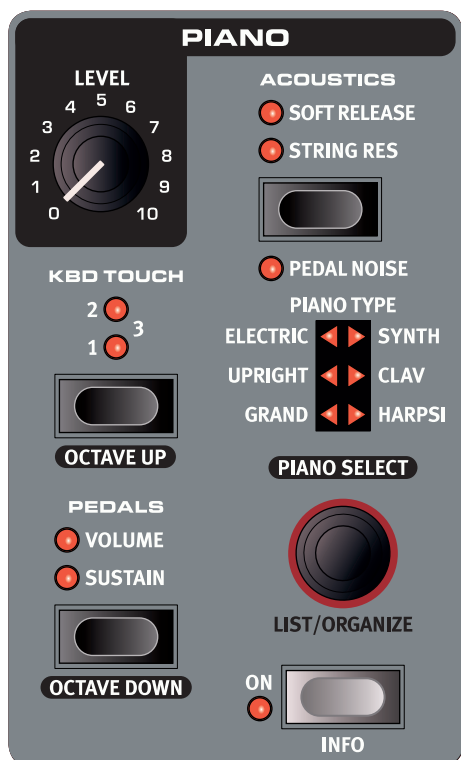 PIANO
LEVEL
0 1 2 3 4 5 6 7 8 9 10
KBD TOUCH
2
3
1
OCTAVE UP
PEDALS
VOLUME
SUSTAIN
OCTAVE DOWN
ACOUSTICS
SOFT RELEASE
STRING RES
PEDAL NOISE
PIANO TYPE
ELECTRIC SYNTH
UPRIGHT CLAV
GRAND HARPSI
PIANO SELECT
LIST/ORGANIZE
ON
INFO